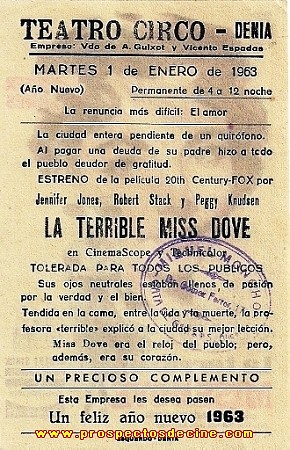 TEATRO CIRCO - DENIA
Empresa: Vda de A. Guixot y Vicente Espadas
MARTES 1 de ENERO de 1963
(Año Nuevo) Permanente de 4 a 12 noche
La renuncia más difícil: El amor
La ciudad entera pendiente de un quirófano.
Al pagar una deuda de su padre hizo a todo
el pueblo deudor de gratitud.
ESTRENO de la película 20th Century-FOX por
Jennifer Jones, Robert Stack y Peggy Knudsen
LA TERRIBLE MISS DOVE
en CinemaScope y Technicolor
TOLERADA PARA TODOS LOS PUBLICOS
Sus ojos neutrales estaban llenos de pasión
por la verdad y el bien.
Tendida en la cama, entre la vida y la muerte, la pro-
fesora «terrible» explicó a la ciudad su mejor lección.
Miss Dove era el reloj del pueblo; pero,
además, era su corazón.
UN PRECIOSO COMPLEMENTO
Esta Empresa les desea pasen
Un feliz año nuevo 1963
www.prospectosdecine.com